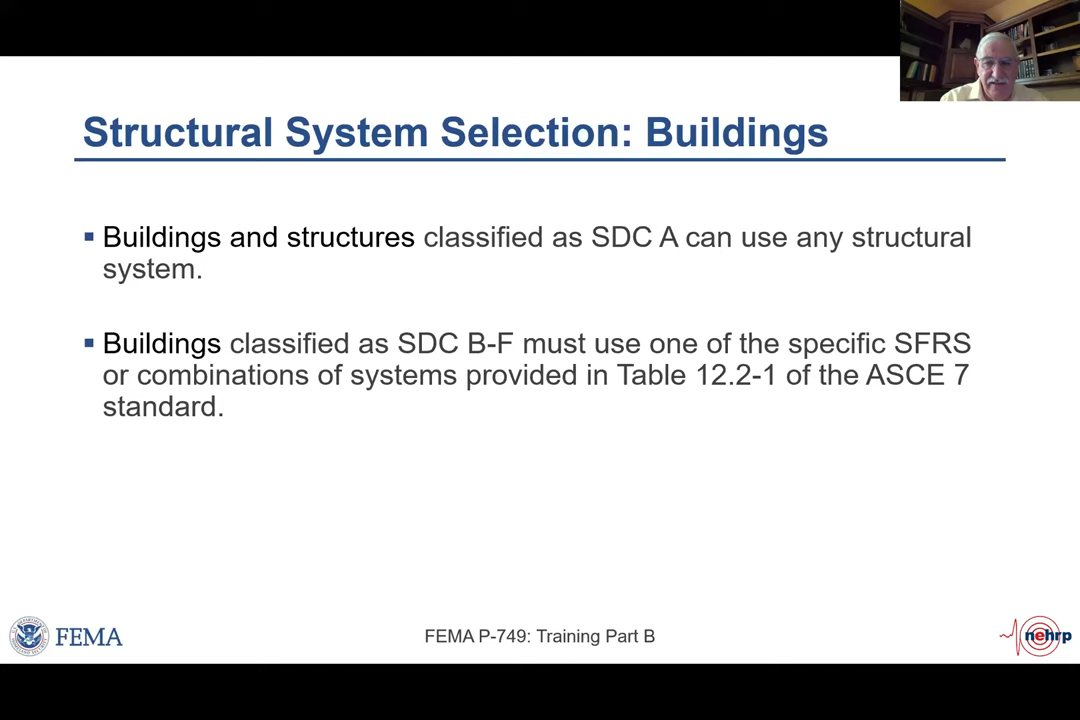 Structural System Selection: Buildings
▪ Buildings and structures classified as SDC A can use any structural
system.
▪ Buildings classified as SDC B-F must use one of the specific SFRS
or combinations of systems provided in Table 12.2-1 of the ASCE 7
standard.
FEMA
FEMA P-749: Training Part B
nehrp